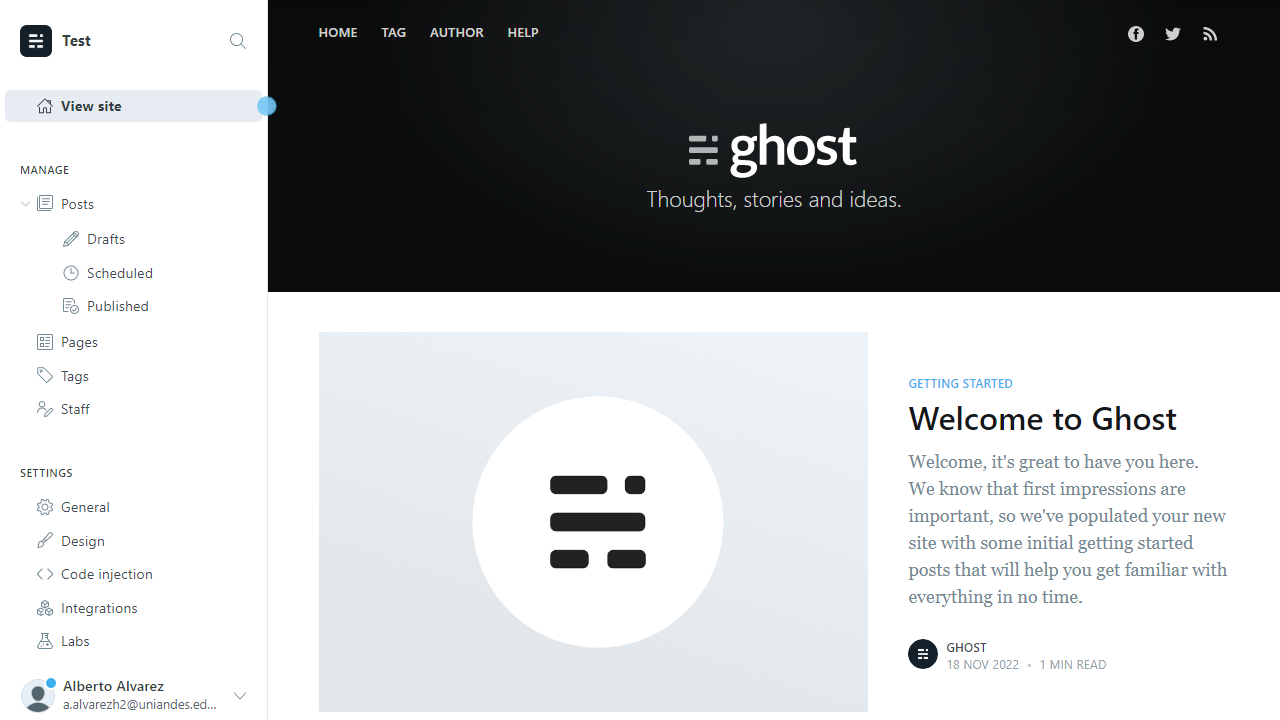 Test
View site
MANAGE
Posts
Drafts
Scheduled
Published
Pages
Tags
Staff
SETTINGS
General
Design
Code injection
Integrations
Labs
Alberto Alvarez
a.alvarezh2@uniandes.ed...
HOME TAG AUTHOR HELP
ghost
Thoughts, stories and ideas.
GETTING STARTED
Welcome to Ghost
Welcome, it's great to have you here.
We know that first impressions are
important, so we've populated your new
site with some initial getting started
posts that will help you get familiar with
everything in no time.
GHOST
18 NOV 2022 • 1 MIN READ